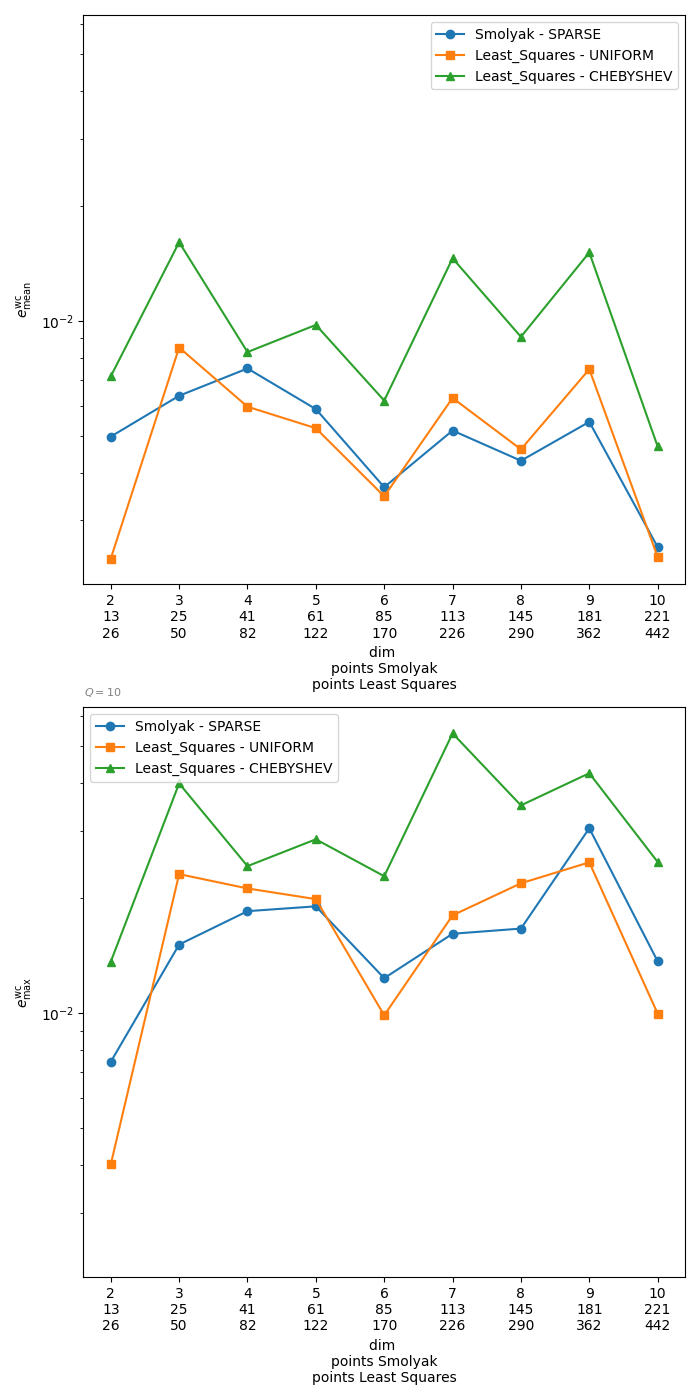 Smolyak - SPARSE
Least_Squares - UNIFORM
Least_Squares - CHEBYSHEV
e^wc_mean
10^-2
2 3 4 5 6 7 8 9 10
13 25 41 61 85 113 145 181 221
26 50 82 122 170 226 290 362 442
dim
points Smolyak
points Least Squares
Q = 10
Smolyak - SPARSE
Least_Squares - UNIFORM
Least_Squares - CHEBYSHEV
e^wc_max
10^-2
2 3 4 5 6 7 8 9 10
13 25 41 61 85 113 145 181 221
26 50 82 122 170 226 290 362 442
dim
points Smolyak
points Least Squares